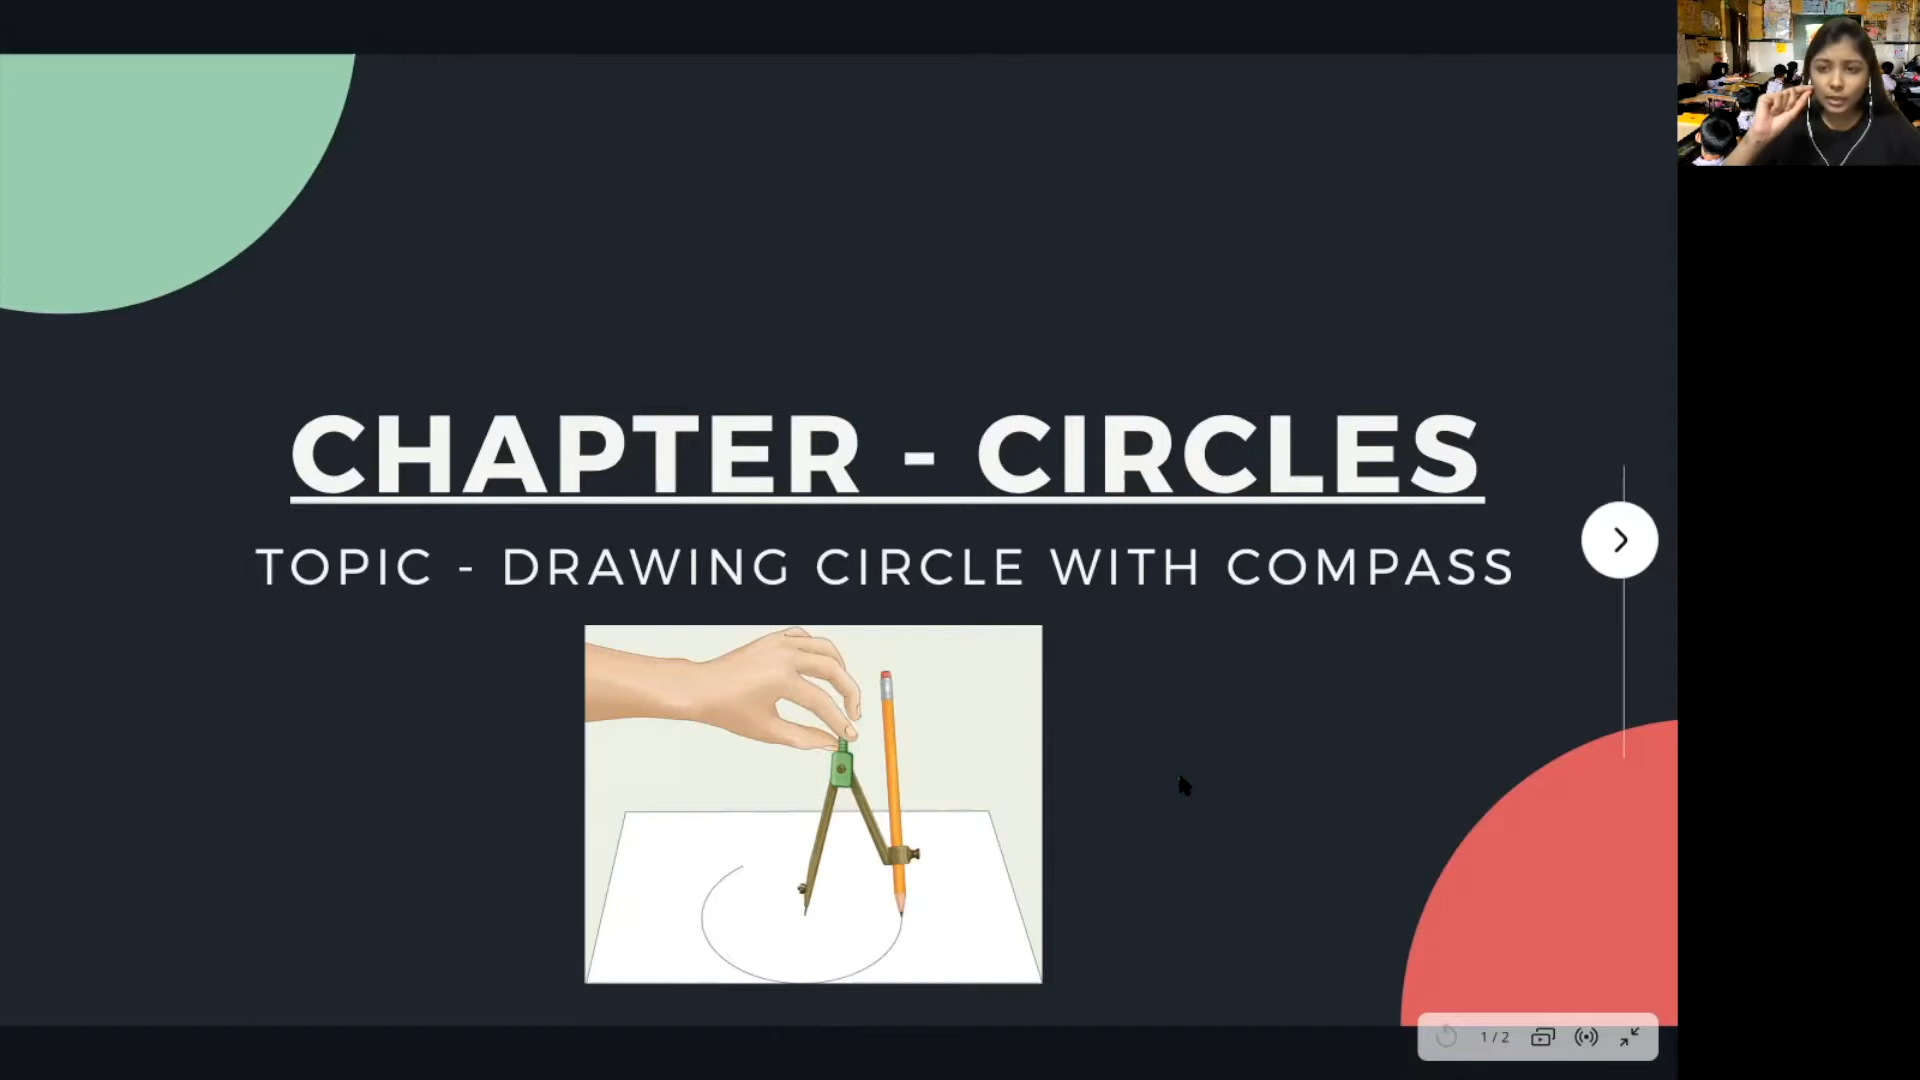 CHAPTER - CIRCLES
TOPIC - DRAWING CIRCLE WITH COMPASS
1 / 2